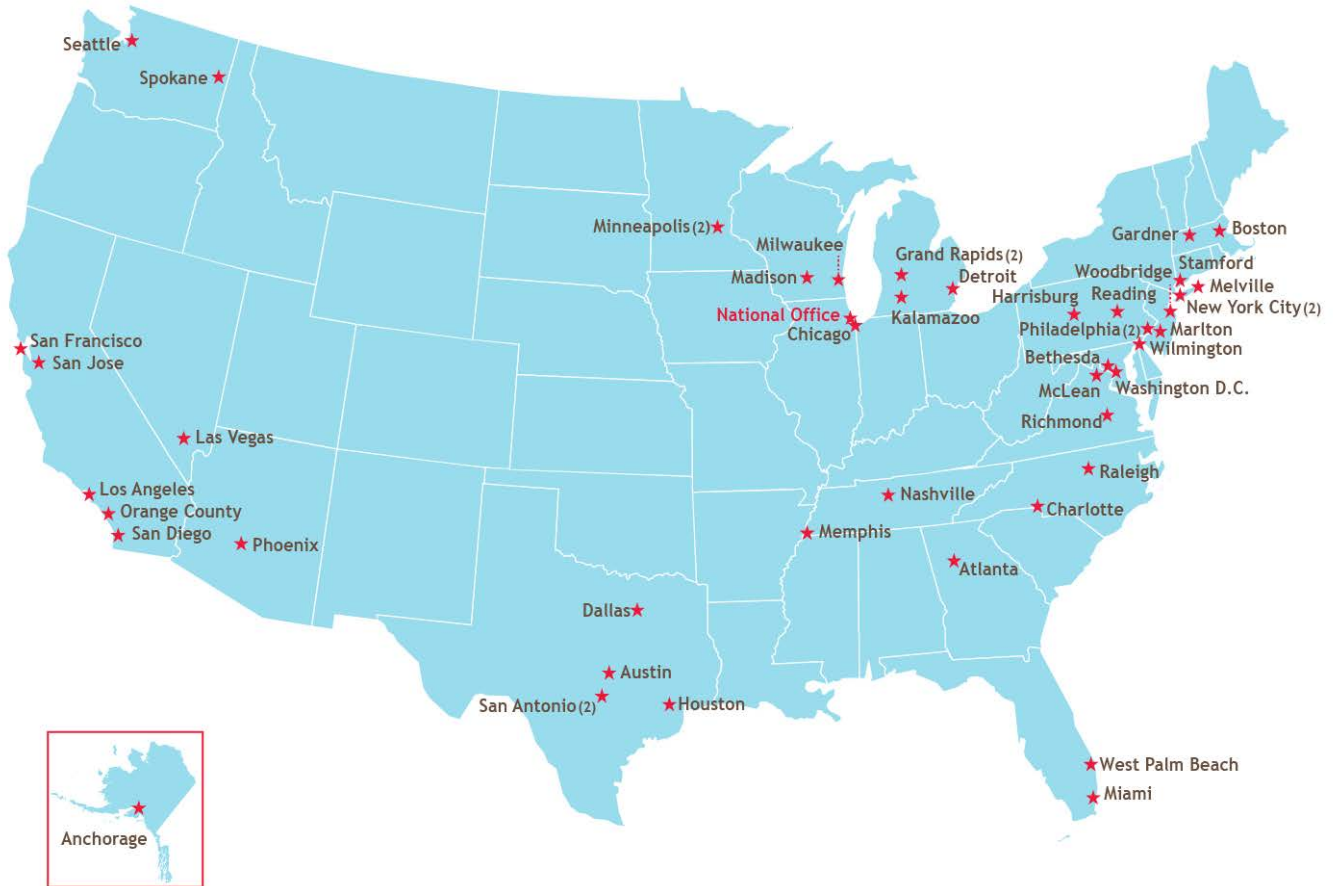 Seattle
Spokane
Minneapolis (2)
Milwaukee
Madison
Grand Rapids (2)
Detroit
Kalamazoo
National Office
Chicago
Gardner
Boston
Woodbridge
Stamford
Melville
Harrisburg
Reading
New York City (2)
Philadelphia (2)
Marlton
Wilmington
Bethesda
McLean
Washington D.C.
Richmond
San Francisco
San Jose
Las Vegas
Los Angeles
Orange County
San Diego
Phoenix
Raleigh
Nashville
Charlotte
Memphis
Atlanta
Dallas
Austin
San Antonio (2)
Houston
West Palm Beach
Miami
Anchorage